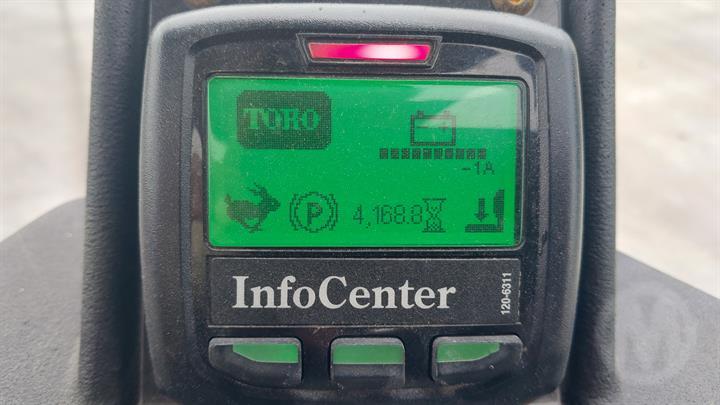 TORO
-1A
P
4,168.8
InfoCenter
120-6311
M